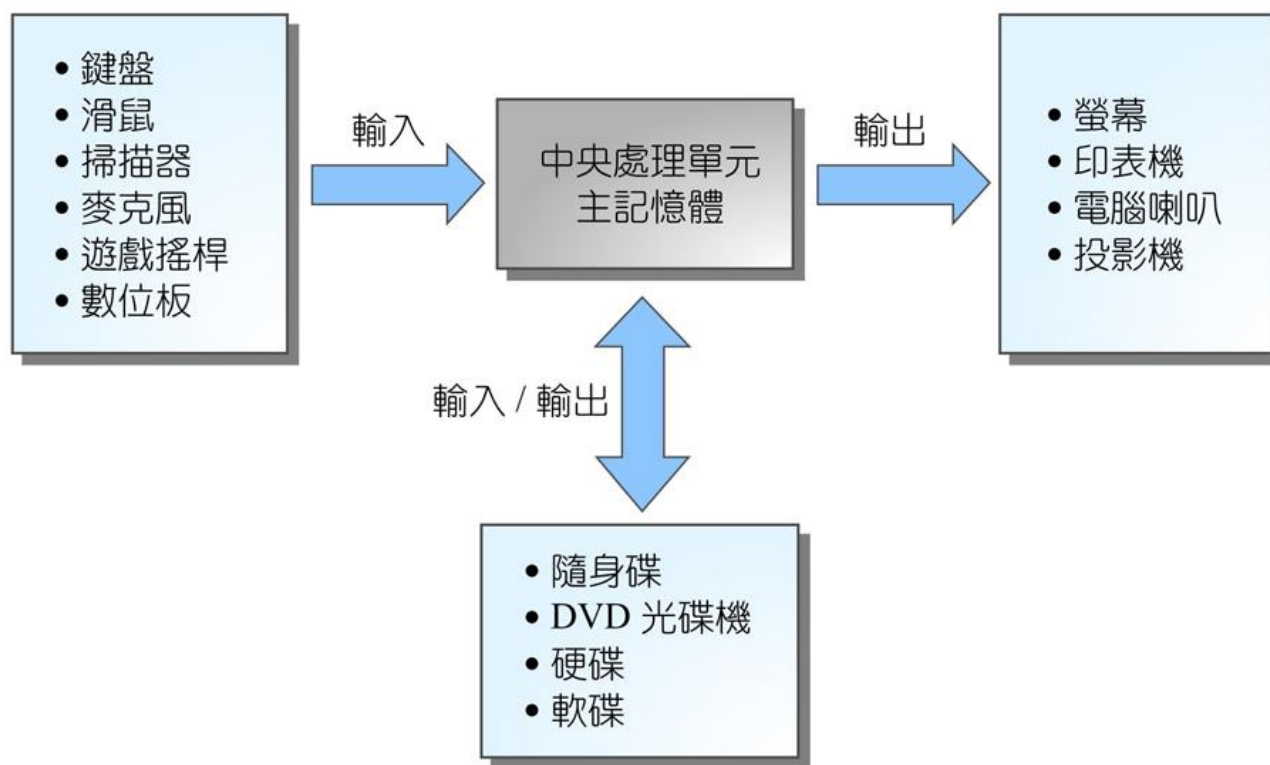 • 鍵盤
• 滑鼠
• 掃描器
• 麥克風
• 遊戲搖桿
• 數位板
輸入
中央處理單元
主記憶體
輸出
• 螢幕
• 印表機
• 電腦喇叭
• 投影機
輸入 / 輸出
• 隨身碟
• DVD 光碟機
• 硬碟
• 軟碟